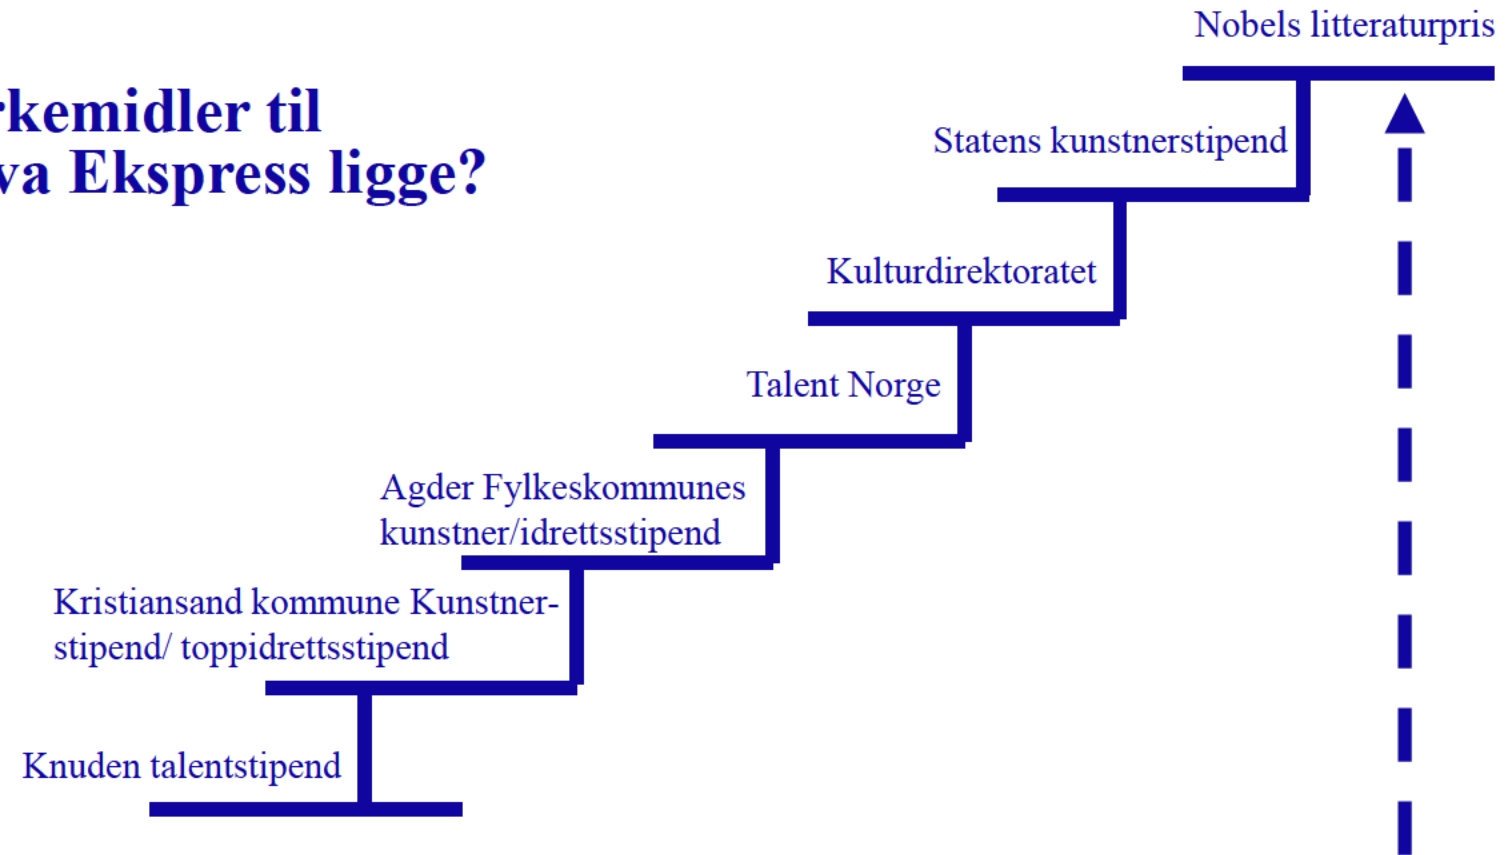 Nobels litteraturpris
rkemidler til
va Ekspress ligge?
Statens kunstnerstipend
Kulturdirektoratet
Talent Norge
Agder Fylkeskommunes
kunstner/idrettsstipend
Kristiansand kommune Kunstner-
stipend/ toppidrettsstipend
Knuden talentstipend